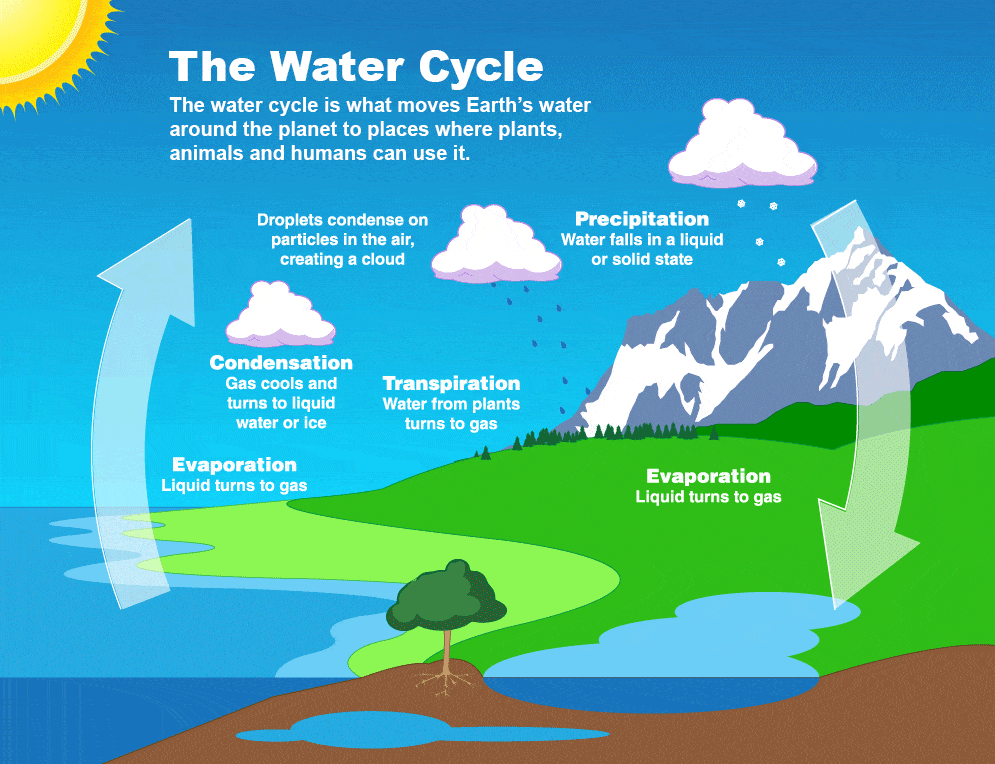 The Water Cycle
The water cycle is what moves Earth’s water
around the planet to places where plants,
animals and humans can use it.
Droplets condense on
particles in the air,
creating a cloud
Precipitation
Water falls in a liquid
or solid state
Condensation
Gas cools and
turns to liquid
water or ice
Transpiration
Water from plants
turns to gas
Evaporation
Liquid turns to gas
Evaporation
Liquid turns to gas